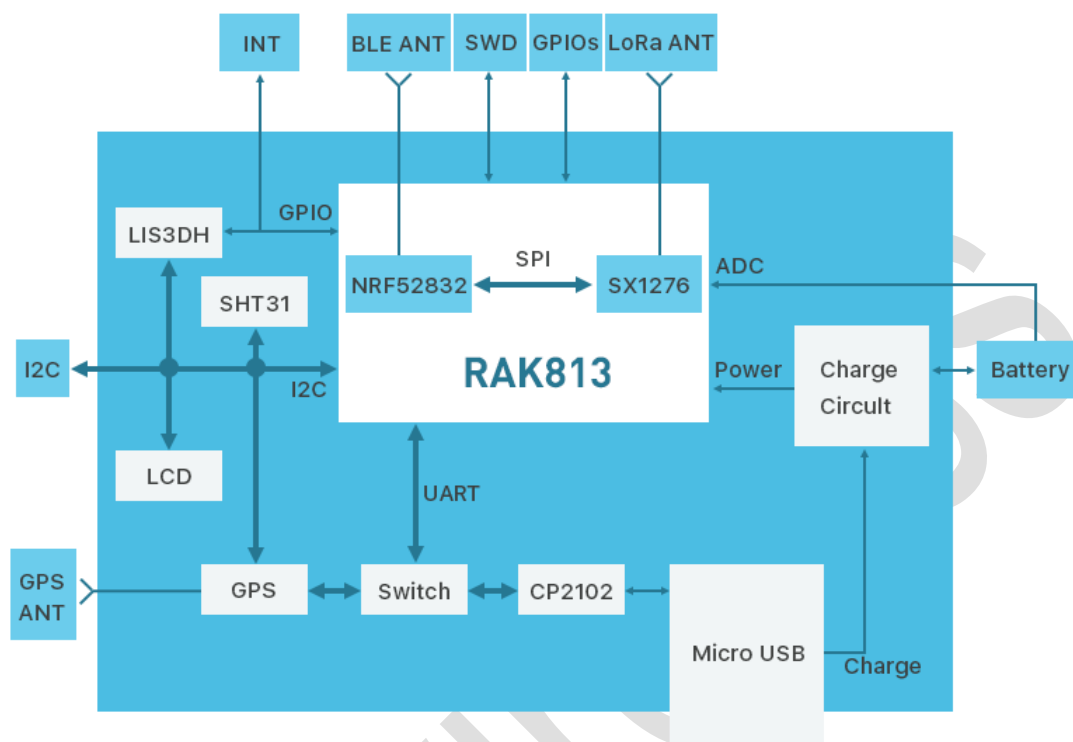 INT
BLE ANT
SWD
GPIOs
LoRa ANT
GPIO
LIS3DH
SPI
NRF52832
SX1276
ADC
SHT31
I2C
I2C
RAK813
Power
Charge
Circult
Battery
LCD
UART
GPS
ANT
GPS
Switch
CP2102
Micro USB
Charge